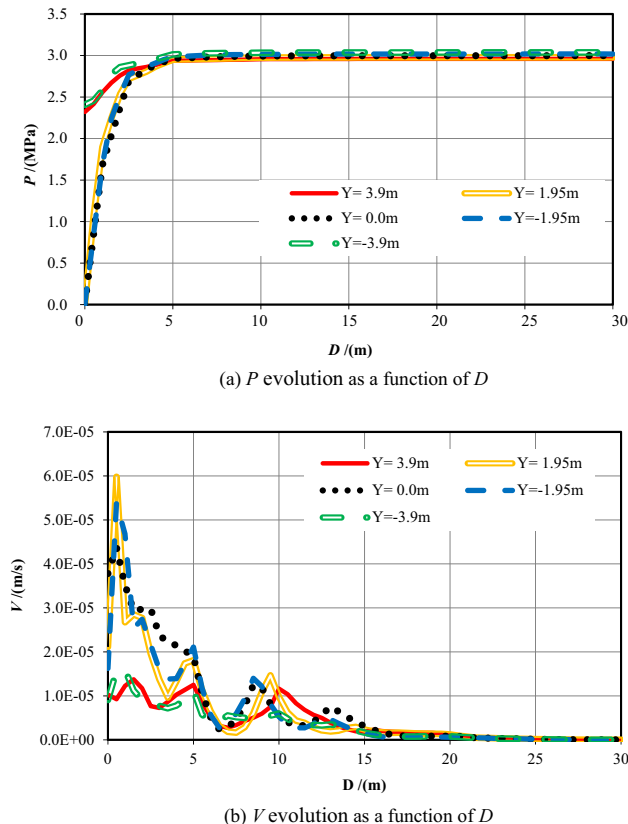 3.5
3.0
2.5
2.0
1.5
1.0
0.5
0.0
P /(MPa)
Y= 3.9m
Y= 1.95m
Y= 0.0m
Y=-1.95m
Y=-3.9m
0 5 10 15 20 25 30
D /(m)
(a) P evolution as a function of D
7.0E-05
6.0E-05
5.0E-05
4.0E-05
3.0E-05
2.0E-05
1.0E-05
0.0E+00
V /(m/s)
Y= 3.9m
Y= 1.95m
Y= 0.0m
Y=-1.95m
Y=-3.9m
0 5 10 15 20 25 30
D /(m)
(b) V evolution as a function of D